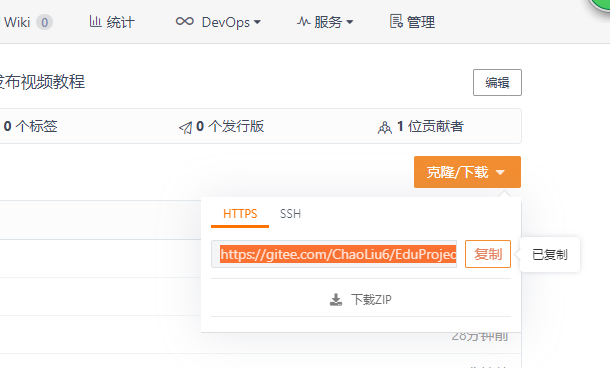 Wiki 0 统计 DevOps 服务 管理
发布视频教程 编辑
0 个标签 0 个发行版 1 位贡献者
克隆/下载
HTTPS SSH
https://gitee.com/ChaoLiu6/EduProjec 复制 已复制
下载ZIP
28分钟前